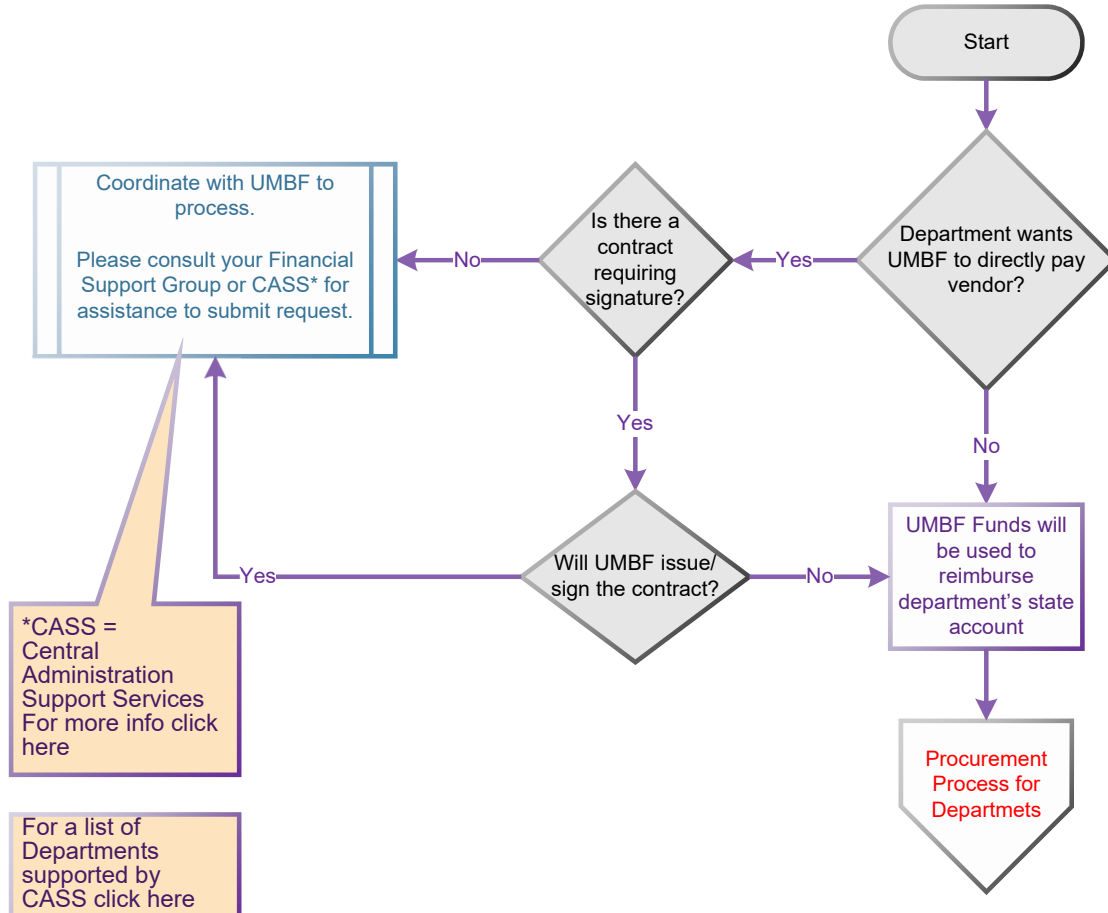 Start
Department wants
UMBF to directly pay
vendor?
Yes
Is there a
contract
requiring
signature?
No
Coordinate with UMBF to
process.
Please consult your Financial
Support Group or CASS* for
assistance to submit request.
Yes
No
Will UMBF issue/
sign the contract?
Yes
No
UMBF Funds will
be used to
reimburse
department’s state
account
Procurement
Process for
Departmets
*CASS =
Central
Administration
Support Services
For more info click
here
For a list of
Departments
supported by
CASS click here